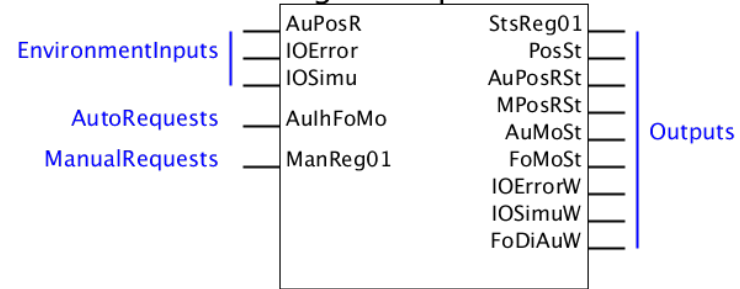 AuPosR StsReg01
EnvironmentInputs IOError PosSt
IOSimu AuPosRSt
MPosRSt
AutoRequests AuIhFoMo AuMoSt Outputs
ManualRequests ManReg01 FoMoSt
IOErrorW
IOSimuW
FoDiAuW